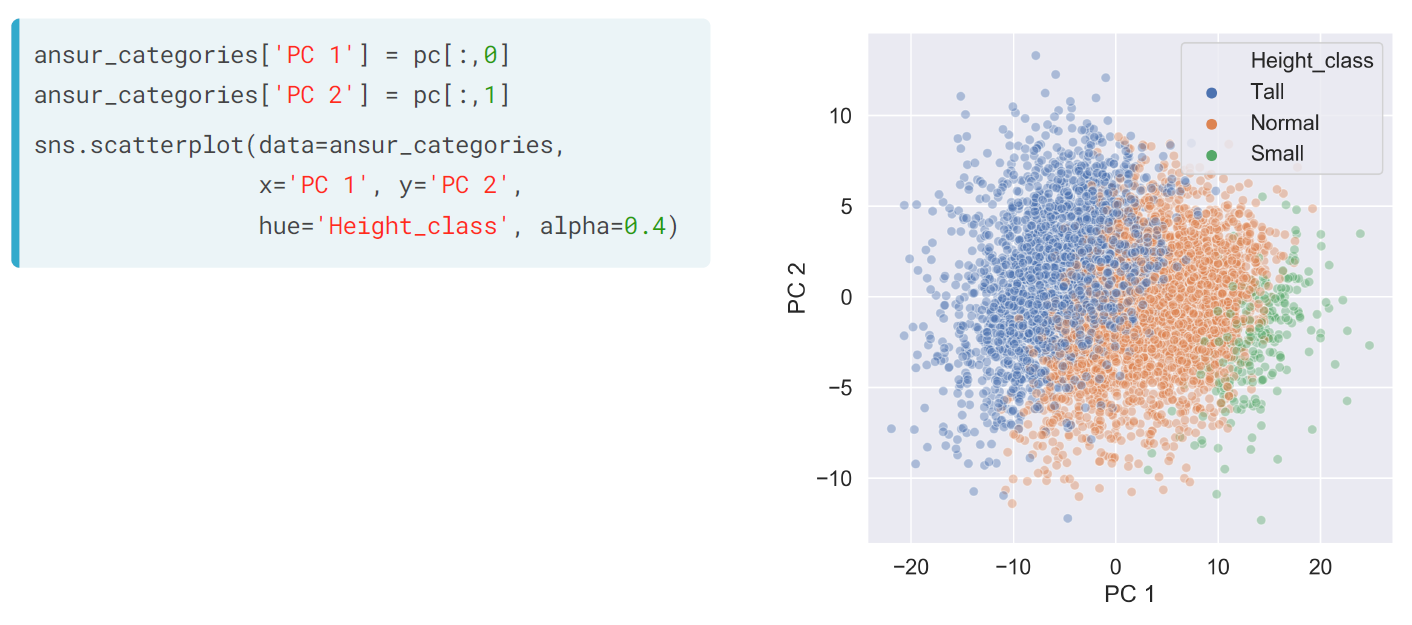 ansur_categories['PC 1'] = pc[:,0]
ansur_categories['PC 2'] = pc[:,1]
sns.scatterplot(data=ansur_categories,
x='PC 1', y='PC 2',
hue='Height_class', alpha=0.4)
Height_class
Tall
Normal
Small
10
5
0
−5
−10
PC 2
−20
−10
0
10
20
PC 1